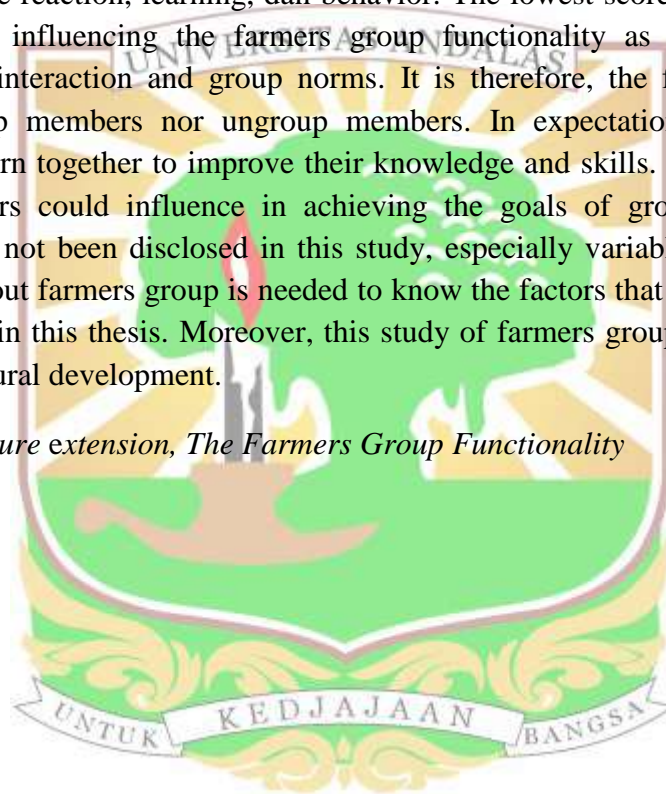 reaction, learning, dan behavior. The lowest score
influencing the farmers group functionality as
UNIVERSITAS ANDALAS
interaction and group norms. It is therefore, the f
members nor ungroup members. In expectatio
rn together to improve their knowledge and skills.
rs could influence in achieving the goals of gro
not been disclosed in this study, especially variabl
out farmers group is needed to know the factors that
in this thesis. Moreover, this study of farmers group
ural development.
ure extension, The Farmers Group Functionality
UNTUK KEDJAJAAN BANGSA